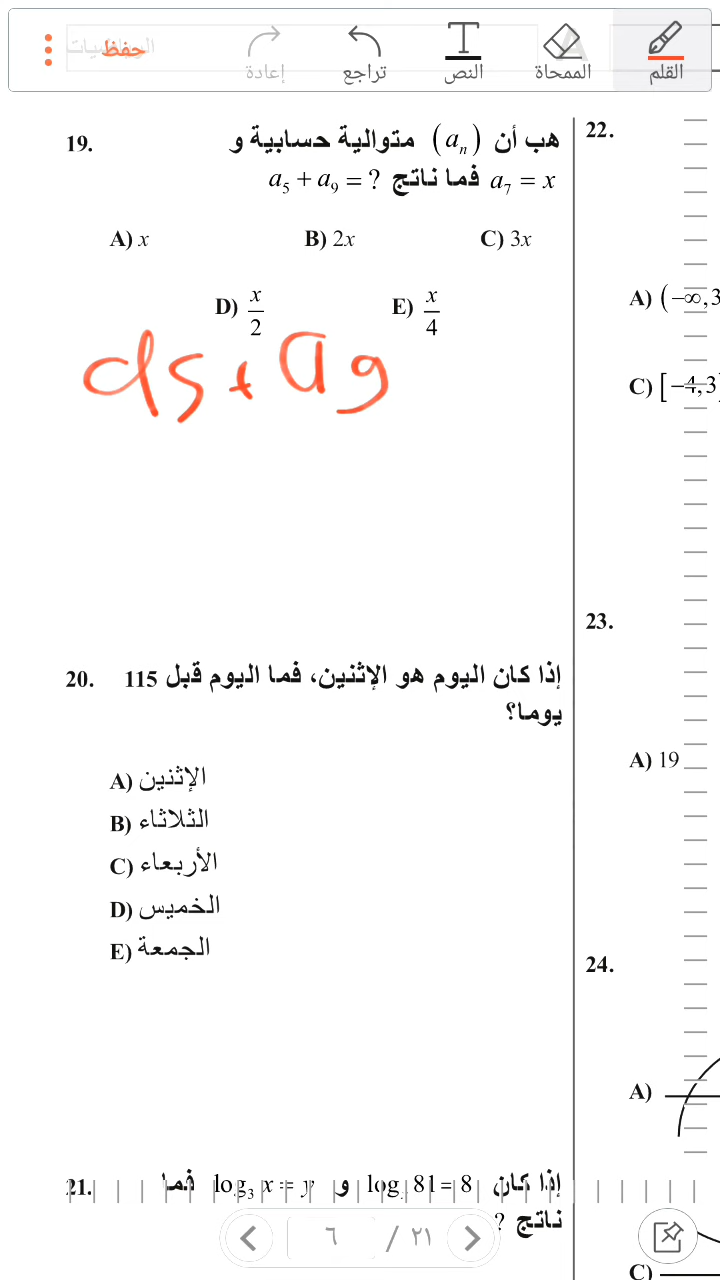 حفظ
إعادة
تراجع
النص
الممحاة
القلم
19. هب أن (aₙ) متوالية حسابية و
a₇ = x فما ناتج a₅ + a₉ = ?
A) x B) 2x C) 3x
D) x/2 E) x/4
a5 + a9
20. إذا كان اليوم هو الإثنين، فما اليوم قبل 115
يوما؟
A) الإثنين
B) الثلاثاء
C) الأربعاء
D) الخميس
E) الجمعة
21. إذا كان log 81 = 8 و log₃ x = y فما
ناتج ?
٦ / ٢١
22.
A) (−∞, 3
C) [−4, 3]
23.
A) 19
24.
A)
C)